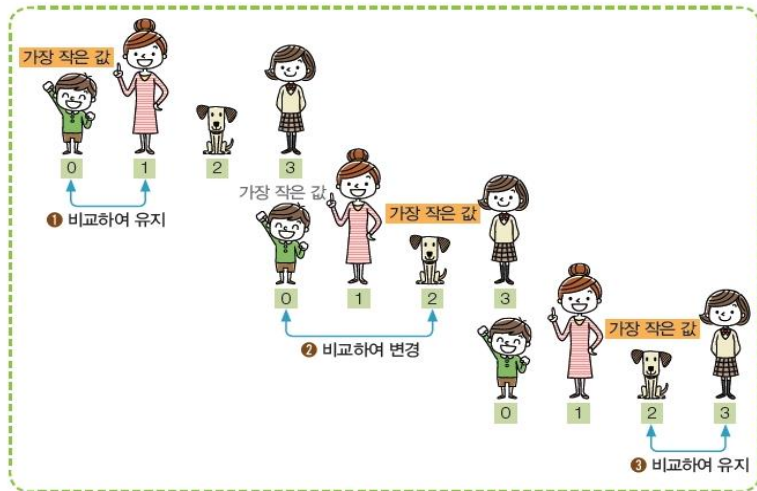 가장 작은 값
0 1 2 3
❶ 비교하여 유지
가장 작은 값
가장 작은 값
0 1 2 3
❷ 비교하여 변경
가장 작은 값
0 1 2 3
❸ 비교하여 유지